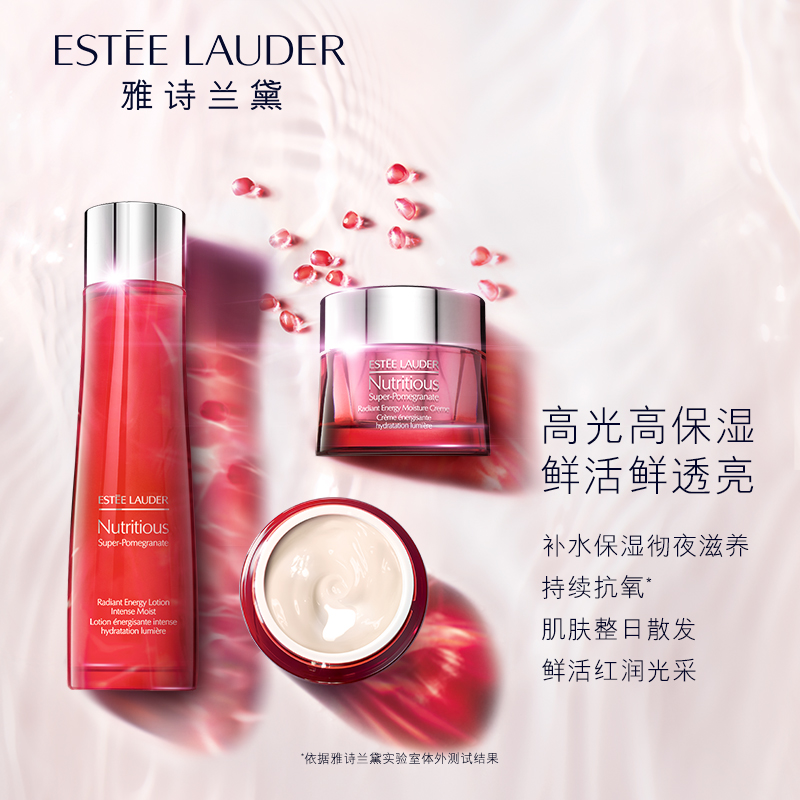 ESTĒE LAUDER
雅诗兰黛
ESTĒE LAUDER
Nutritious
Super-Pomegranate
Radiant Energy Moisture Creme
Crème énergisante
hydratation lumière
ESTĒE LAUDER
Nutritious
Super-Pomegranate
Radiant Energy Lotion
Intense Moist
Lotion énergisante intense
hydratation lumière
高光高保湿
鲜活鲜透亮
补水保湿彻夜滋养
持续抗氧*
肌肤整日散发
鲜活红润光采
*依据雅诗兰黛实验室体外测试结果